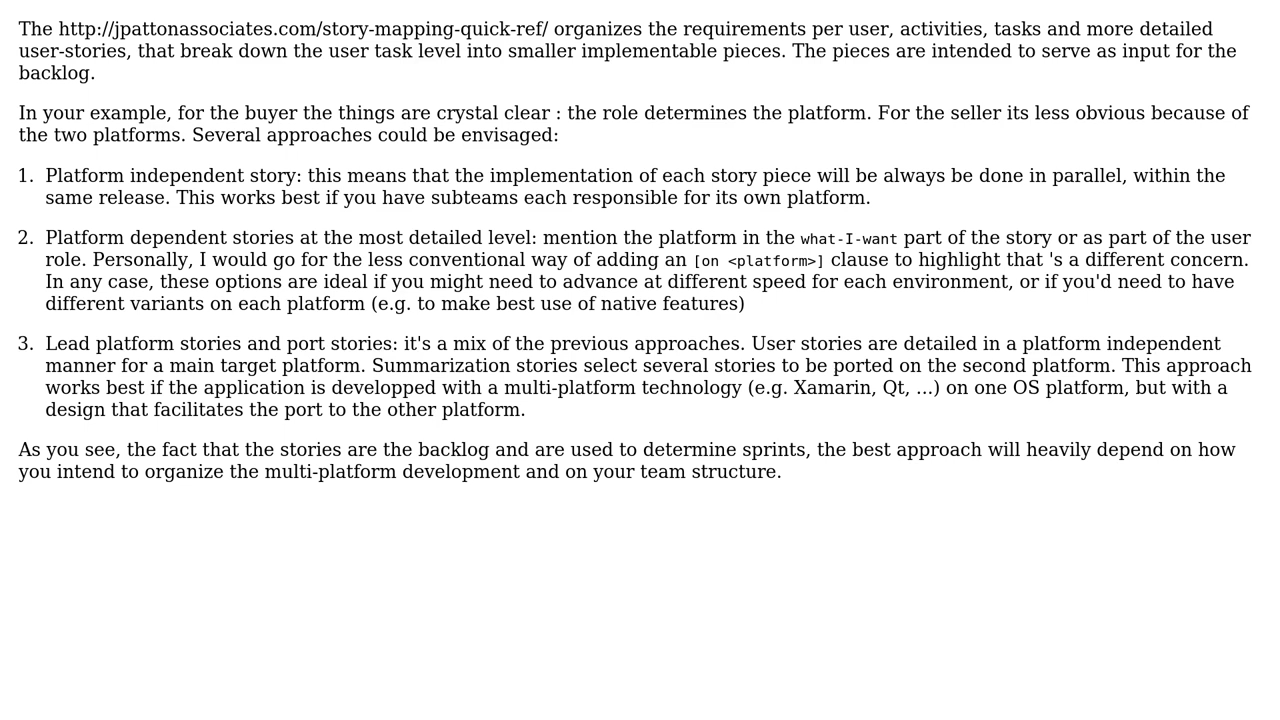 The http://jpattonassociates.com/story-mapping-quick-ref/ organizes the requirements per user, activities, tasks and more detailed
user-stories, that break down the user task level into smaller implementable pieces. The pieces are intended to serve as input for the
backlog.
In your example, for the buyer the things are crystal clear : the role determines the platform. For the seller its less obvious because of
the two platforms. Several approaches could be envisaged:
1. Platform independent story: this means that the implementation of each story piece will be always be done in parallel, within the
same release. This works best if you have subteams each responsible for its own platform.
2. Platform dependent stories at the most detailed level: mention the platform in the what-I-want part of the story or as part of the user
role. Personally, I would go for the less conventional way of adding an [on <platform>] clause to highlight that 's a different concern.
In any case, these options are ideal if you might need to advance at different speed for each environment, or if you'd need to have
different variants on each platform (e.g. to make best use of native features)
3. Lead platform stories and port stories: it's a mix of the previous approaches. User stories are detailed in a platform independent
manner for a main target platform. Summarization stories select several stories to be ported on the second platform. This approach
works best if the application is developped with a multi-platform technology (e.g. Xamarin, Qt, ...) on one OS platform, but with a
design that facilitates the port to the other platform.
As you see, the fact that the stories are the backlog and are used to determine sprints, the best approach will heavily depend on how
you intend to organize the multi-platform development and on your team structure.